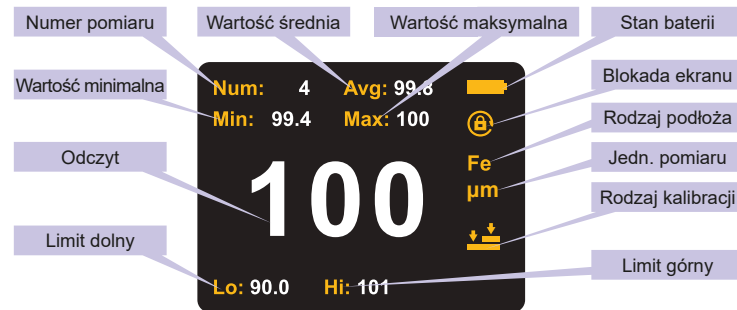 Numer pomiaru
Wartość średnia
Wartość maksymalna
Stan baterii
Wartość minimalna
Num: 4 Avg: 99.8
Blokada ekranu
Min: 99.4 Max: 100
Rodzaj podłoża
Odczyt
100
Fe
Jedn. pomiaru
µm
Rodzaj kalibracji
Limit dolny
Limit górny
Lo: 90.0 Hi: 101